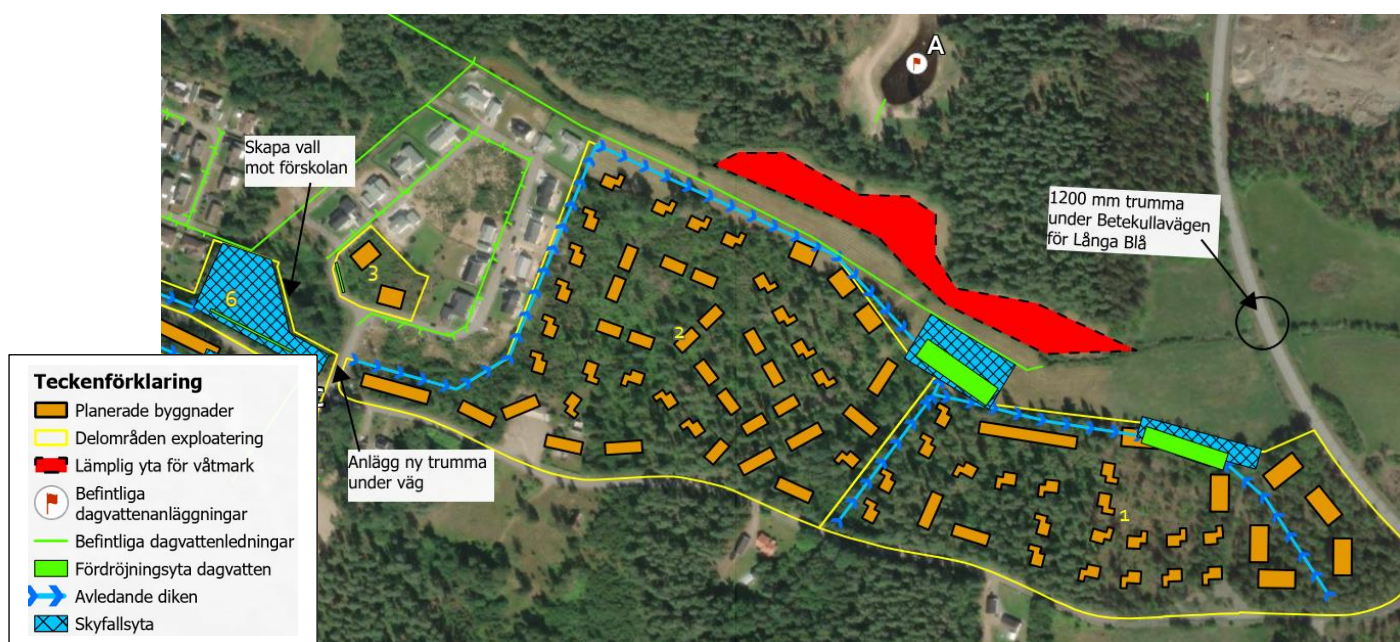 A
Skapa vall
mot förskolan
1200 mm trumma
under Betekullavägen
för Långa Blå
3
6
2
Anlägg ny trumma
under väg
1
Teckenförklaring
Planerade byggnader
Delområden exploatering
Lämplig yta för våtmark
Befintliga
dagvattenanläggningar
Befintliga dagvattenledningar
Fördröjningsyta dagvatten
Avledande diken
Skyfallsyta